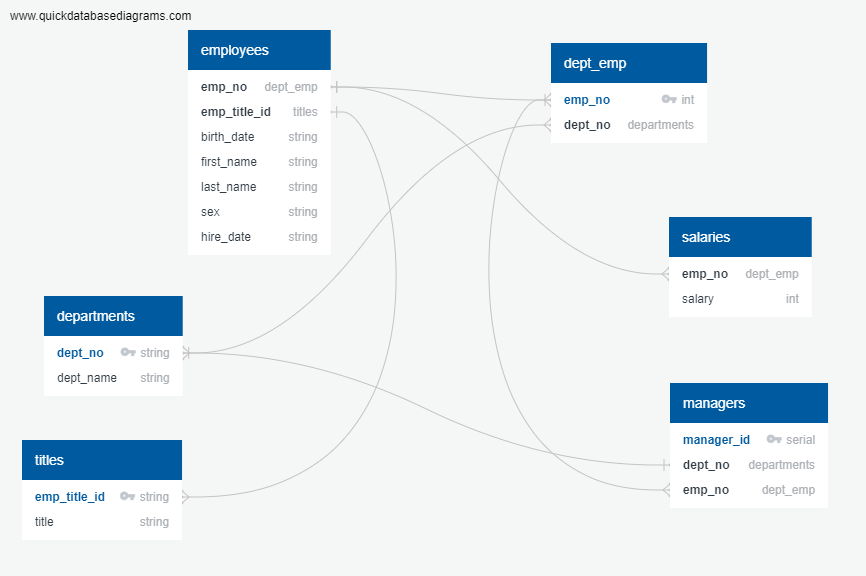 www.quickdatabasediagrams.com
employees
emp_no dept_emp
emp_title_id titles
birth_date string
first_name string
last_name string
sex string
hire_date string
dept_emp
emp_no int
dept_no departments
salaries
emp_no dept_emp
salary int
departments
dept_no string
dept_name string
managers
manager_id serial
dept_no departments
emp_no dept_emp
titles
emp_title_id string
title string